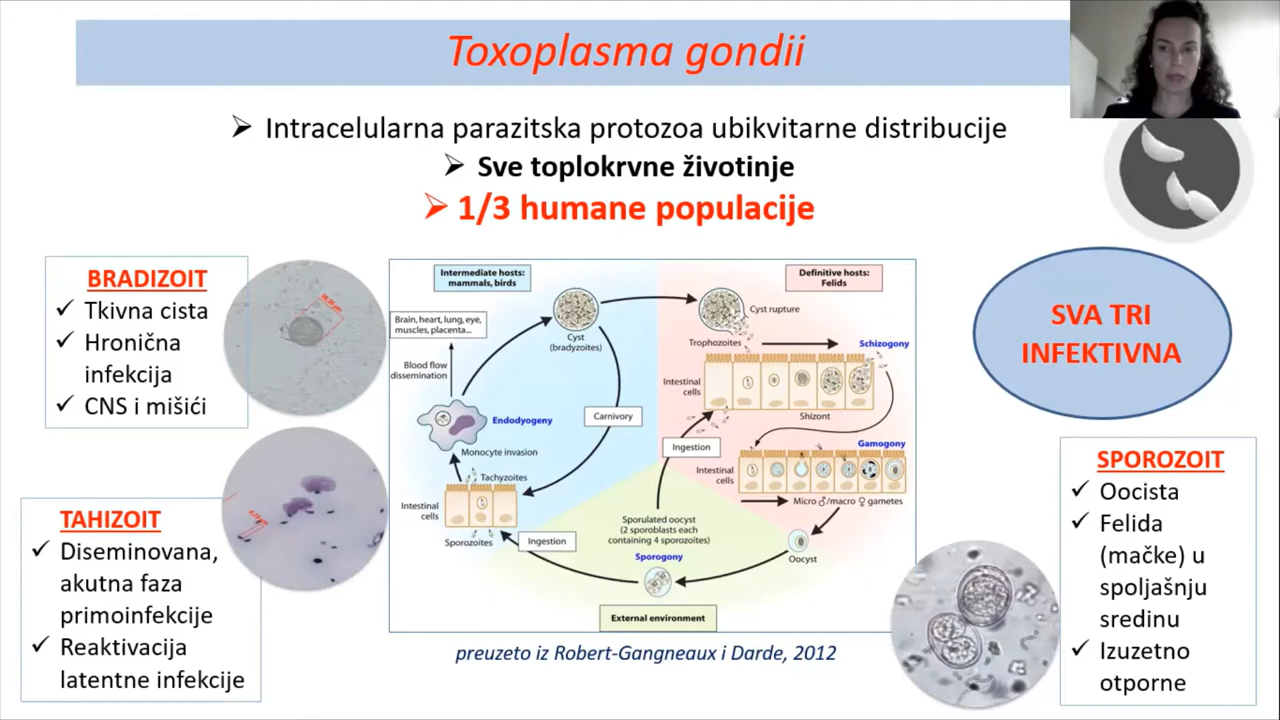 Toxoplasma gondii
Intracelularna parazitska protozoa ubikvitarne distribucije
Sve toplokrvne životinje
1/3 humane populacije
BRADIZOIT
Tkivna cista
Hronična
infekcija
CNS i mišići
TAHIZOIT
Diseminovana,
akutna faza
primoinfekcije
Reaktivacija
latentne infekcije
Intermediate hosts:
mammals, birds
Brain, heart, lung, eye,
muscles, placenta...
Blood flow
dissemination
Cyst
(bradyzoites)
Endodyogeny
Carnivory
Monocyte invasion
Tachyzoites
Intestinal
cells
Sporozoites
Ingestion
Definitive hosts:
Felids
Cyst rupture
Trophozoites
Schizogony
Intestinal
cells
Shizont
Ingestion
Gamogony
Intestinal
cells
Micro ♂/macro ♀ gametes
Sporulated oocyst
(2 sporoblasts each
containing 4 sporozoites)
Sporogony
Oocyst
External environment
preuzeto iz Robert-Gangneaux i Darde, 2012
SVA TRI
INFEKTIVNA
SPOROZOIT
Oocista
Felida
(mačke) u
spoljašnju
sredinu
Izuzetno
otporne